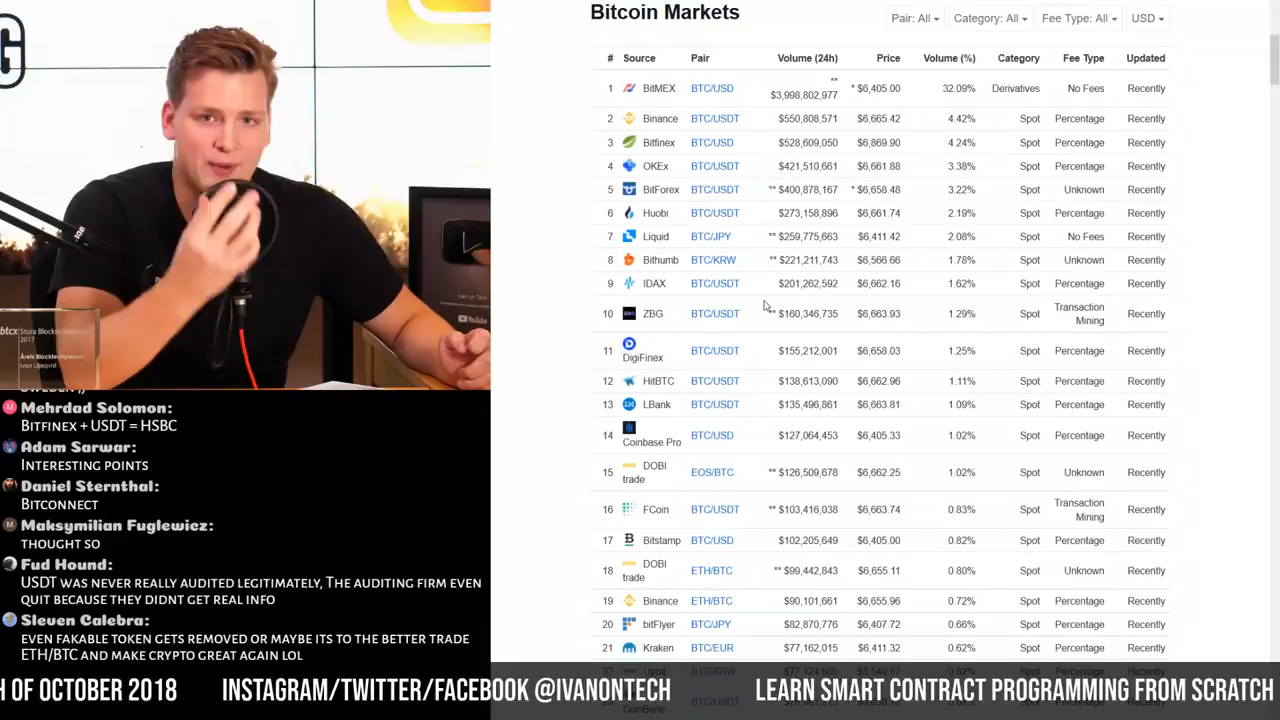 G
.JBG
btcx Stora Blockchainpriset
2017
Ivan Liljeqvist
Ivan on Tech
YouTube
Mehrdad Solomon:
Bitfinex + USDT = HSBC
Adam Sarwar:
Interesting points
Daniel Sternthal:
Bitconnect
Maksymilian Fuglewicz:
thought so
Fud Hound:
USDT was never really audited legitimately, The auditing firm even
quit because they didnt get real info
Sleven Calebra:
even fakable token gets removed or maybe its to the better trade
ETH/BTC and make crypto great again lol
Bitcoin Markets
Pair: All Category: All Fee Type: All USD
# Source Pair Volume (24h) Price Volume (%) Category Fee Type Updated
1 BitMEX BTC/USD ** $3,998,802,977 * $6,405.00 32.09% Derivatives No Fees Recently
2 Binance BTC/USDT $550,808,571 $6,665.42 4.42% Spot Percentage Recently
3 Bitfinex BTC/USD $528,609,050 $6,869.90 4.24% Spot Percentage Recently
4 OKEx BTC/USDT $421,510,661 $6,661.88 3.38% Spot Percentage Recently
5 BitForex BTC/USDT ** $400,878,167 * $6,658.48 3.22% Spot Unknown Recently
6 Huobi BTC/USDT $273,158,896 $6,661.74 2.19% Spot Percentage Recently
7 Liquid BTC/JPY ** $259,775,663 $6,411.42 2.08% Spot No Fees Recently
8 Bithumb BTC/KRW ** $221,211,743 $6,566.66 1.78% Spot Unknown Recently
9 IDAX BTC/USDT $201,262,592 $6,662.16 1.62% Spot Percentage Recently
10 ZBG BTC/USDT ** $160,346,735 $6,663.93 1.29% Spot Transaction Mining Recently
11 DigiFinex BTC/USDT $155,212,001 $6,658.03 1.25% Spot Percentage Recently
12 HitBTC BTC/USDT $138,613,090 $6,662.96 1.11% Spot Percentage Recently
13 LBank BTC/USDT $135,496,861 $6,663.81 1.09% Spot Percentage Recently
14 Coinbase Pro BTC/USD $127,064,453 $6,405.33 1.02% Spot Percentage Recently
15 DOBI trade EOS/BTC ** $126,509,678 $6,662.25 1.02% Spot Unknown Recently
16 FCoin BTC/USDT ** $103,416,038 $6,663.74 0.83% Spot Transaction Mining Recently
17 Bitstamp BTC/USD $102,205,649 $6,405.00 0.82% Spot Percentage Recently
18 DOBI trade ETH/BTC ** $99,442,843 $6,655.11 0.80% Spot Unknown Recently
19 Binance ETH/BTC $90,101,661 $6,655.96 0.72% Spot Percentage Recently
20 bitFlyer BTC/JPY $82,870,776 $6,407.72 0.66% Spot Percentage Recently
21 Kraken BTC/EUR $77,162,015 $6,411.32 0.62% Spot Percentage Recently
H OF OCTOBER 2018 INSTAGRAM/TWITTER/FACEBOOK @IVANONTECH LEARN SMART CONTRACT PROGRAMMING FROM SCRATCH